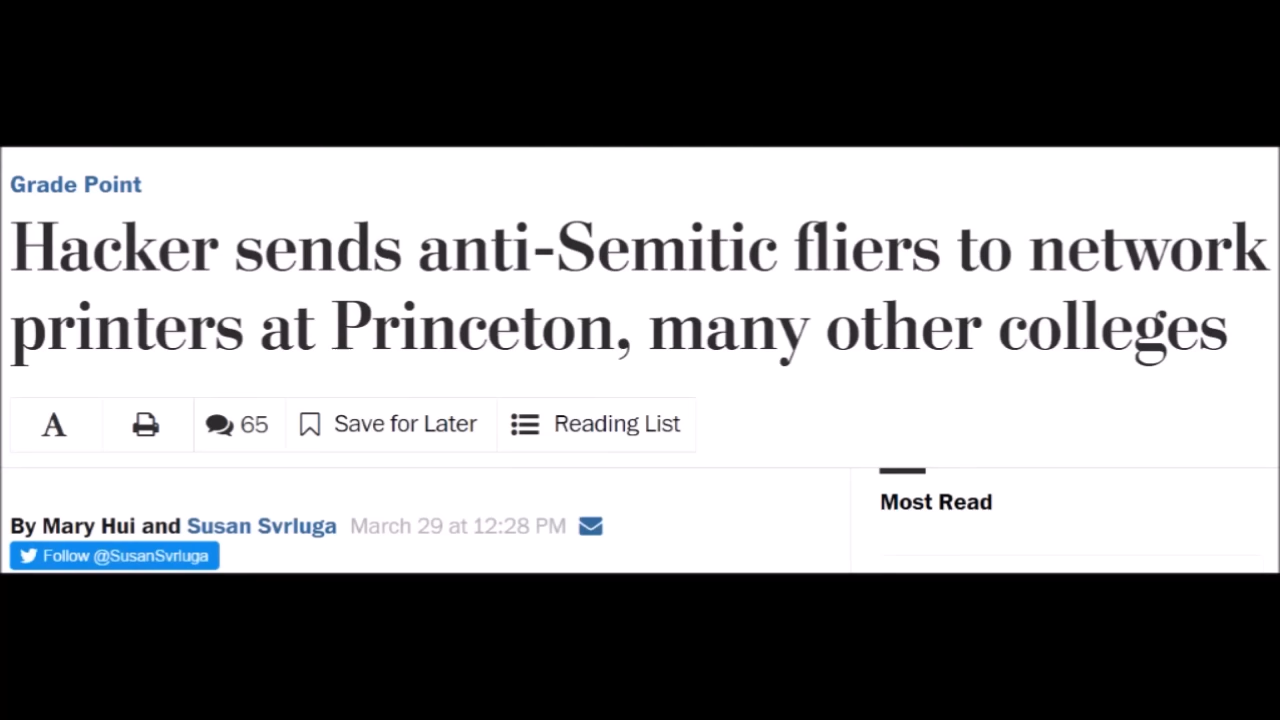 Grade Point
Hacker sends anti-Semitic fliers to network
printers at Princeton, many other colleges
A 65 Save for Later Reading List
By Mary Hui and Susan Svrluga March 29 at 12:28 PM
Most Read
Follow @SusanSvrluga